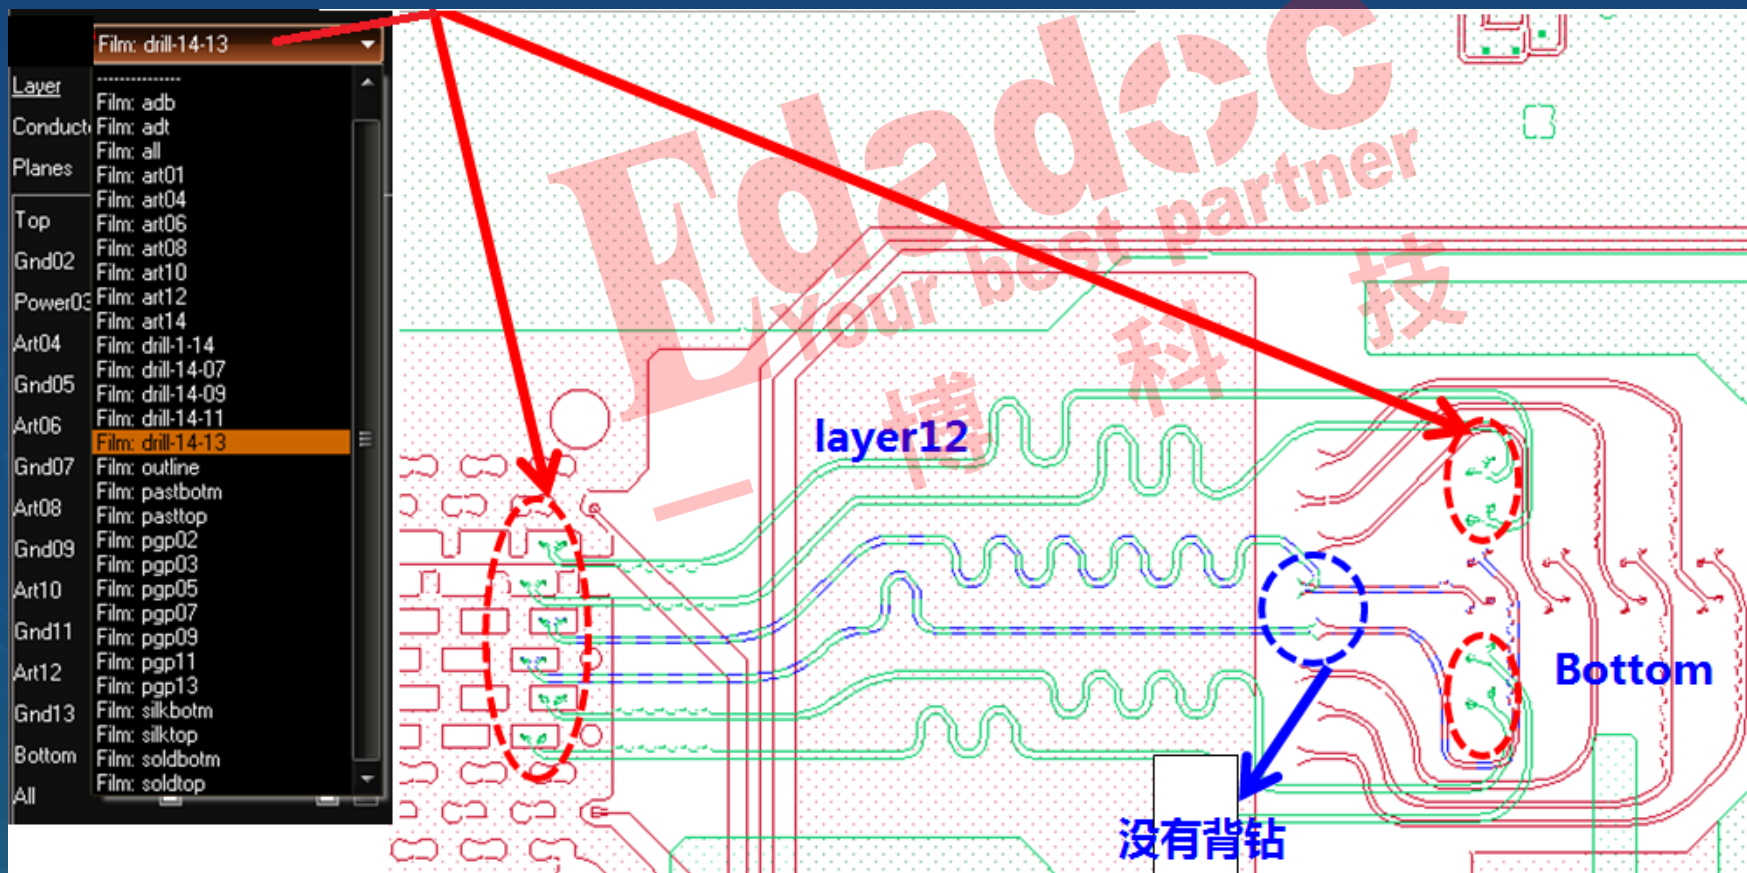 Film: drill-14-13
Layer
Conduct
Planes
Top
Gnd02
Power03
Art04
Gnd05
Art06
Gnd07
Art08
Gnd09
Art10
Gnd11
Art12
Gnd13
Bottom
All
---------------
Film: adb
Film: adt
Film: all
Film: art01
Film: art04
Film: art06
Film: art08
Film: art10
Film: art12
Film: art14
Film: drill-1-14
Film: drill-14-07
Film: drill-14-09
Film: drill-14-11
Film: drill-14-13
Film: outline
Film: pastbotm
Film: pasttop
Film: pgp02
Film: pgp03
Film: pgp05
Film: pgp07
Film: pgp09
Film: pgp11
Film: pgp13
Film: silkbotm
Film: silktop
Film: soldbotm
Film: soldtop
Edadoc
Your best partner
一博科技
layer12
Bottom
没有背钻